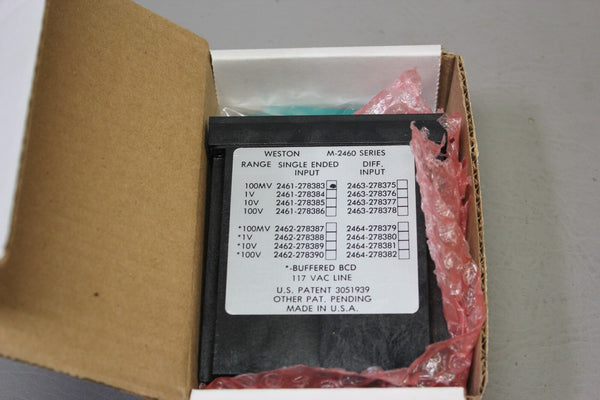 WESTON M-2460 SERIES
RANGE SINGLE ENDED INPUT DIFF. INPUT
100MV 2461-278383 2463-278375
1V 2461-278384 2463-278376
10V 2461-278385 2463-278377
100V 2461-278386 2463-278378
*100MV 2462-278387 2464-278379
*1V 2462-278388 2464-278380
*10V 2462-278389 2464-278381
*100V 2462-278390 2464-278382
*-BUFFERED BCD
117 VAC LINE
U.S. PATENT 3051939
OTHER PAT. PENDING
MADE IN U.S.A.